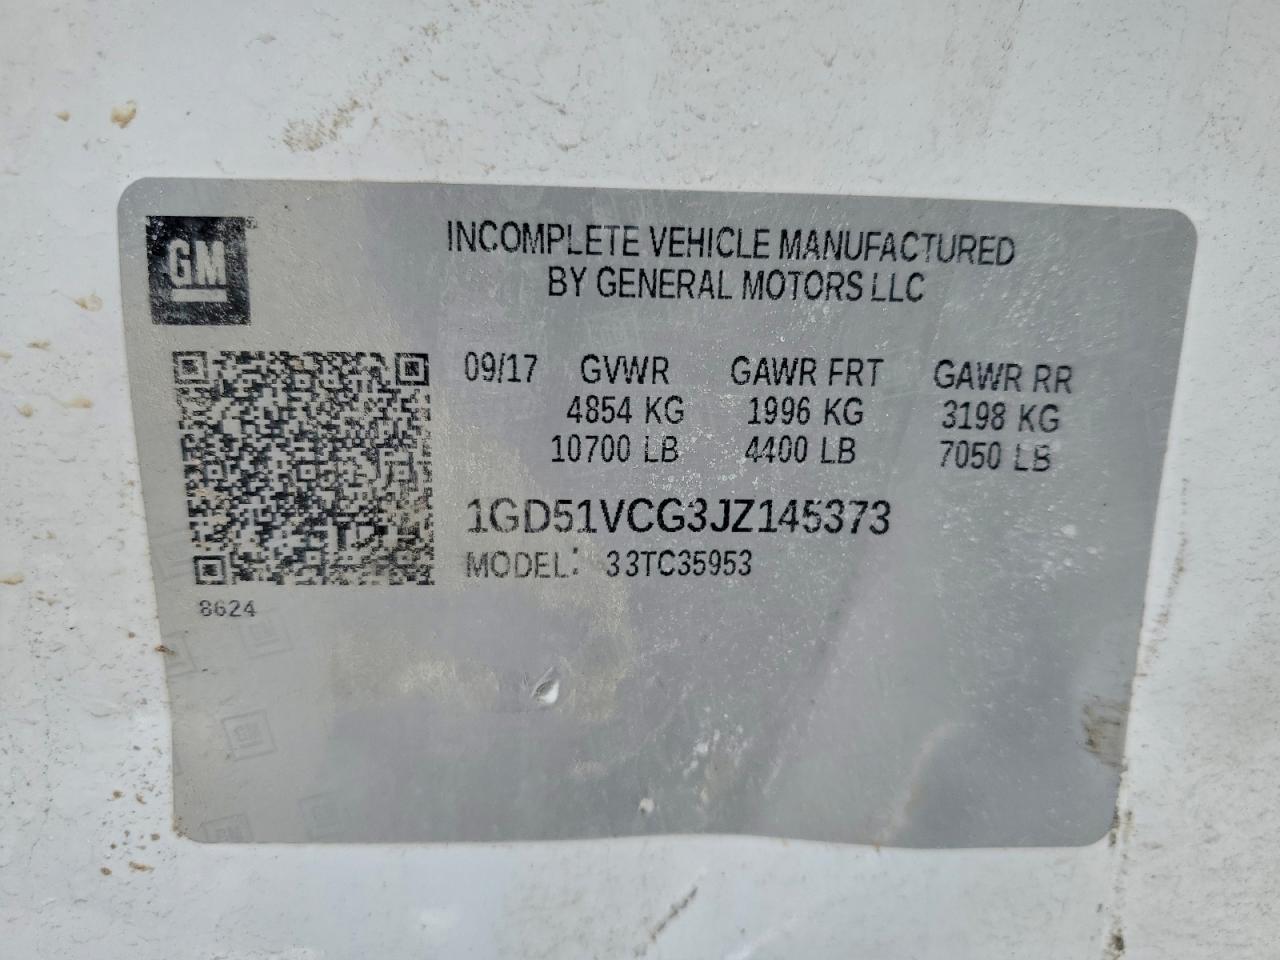 GM
INCOMPLETE VEHICLE MANUFACTURED
BY GENERAL MOTORS LLC
09/17 GVWR GAWR FRT GAWR RR
4854 KG 1996 KG 3198 KG
10700 LB 4400 LB 7050 LB
1GD51VCG3JZ145373
MODEL: 33TC35953
8624